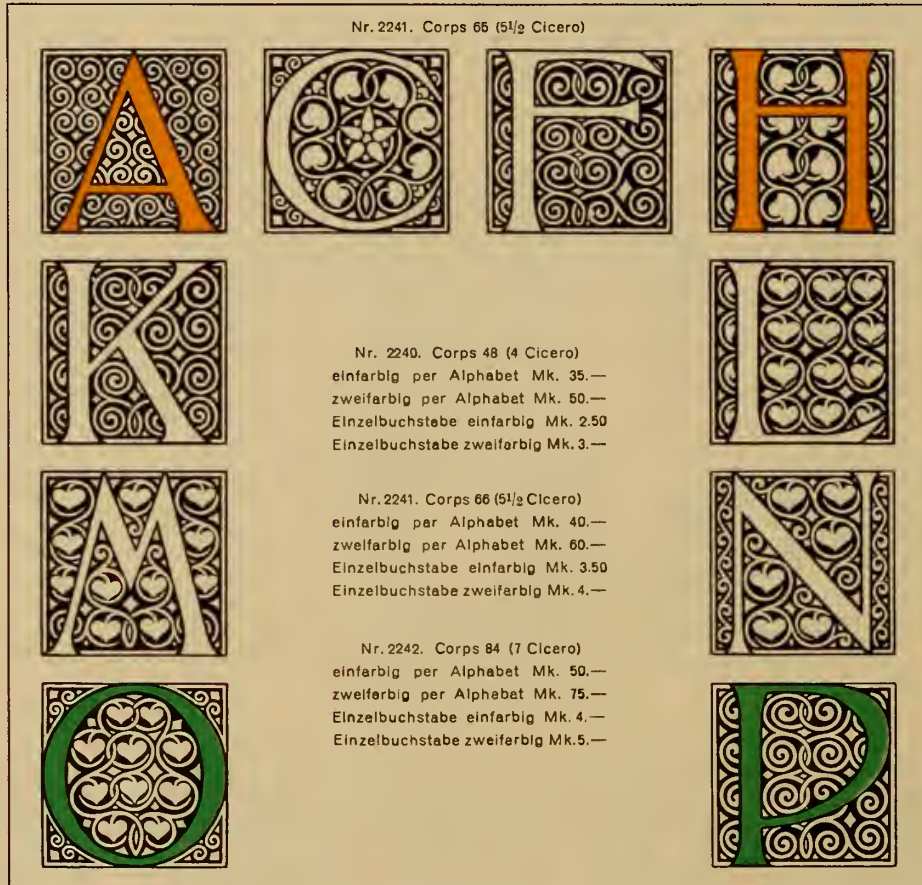 Nr. 2241. Corps 65 (5½ Cicero)
A C F H
K L
M N
O P
Nr. 2240. Corps 48 (4 Cicero)
einfarbig per Alphabet Mk. 35.—
zweifarbig per Alphabet Mk. 50.—
Einzelbuchstabe einfarbig Mk. 2.50
Einzelbuchstabe zweifarbig Mk. 3.—
Nr. 2241. Corps 66 (5½ Cicero)
einfarbig per Alphabet Mk. 40.—
zweifarbig per Alphabet Mk. 60.—
Einzelbuchstabe einfarbig Mk. 3.50
Einzelbuchstabe zweifarbig Mk. 4.—
Nr. 2242. Corps 84 (7 Cicero)
einfarbig per Alphabet Mk. 50.—
zweifarbig per Alphabet Mk. 75.—
Einzelbuchstabe einfarbig Mk. 4.—
Einzelbuchstabe zweifarbig Mk. 5.—